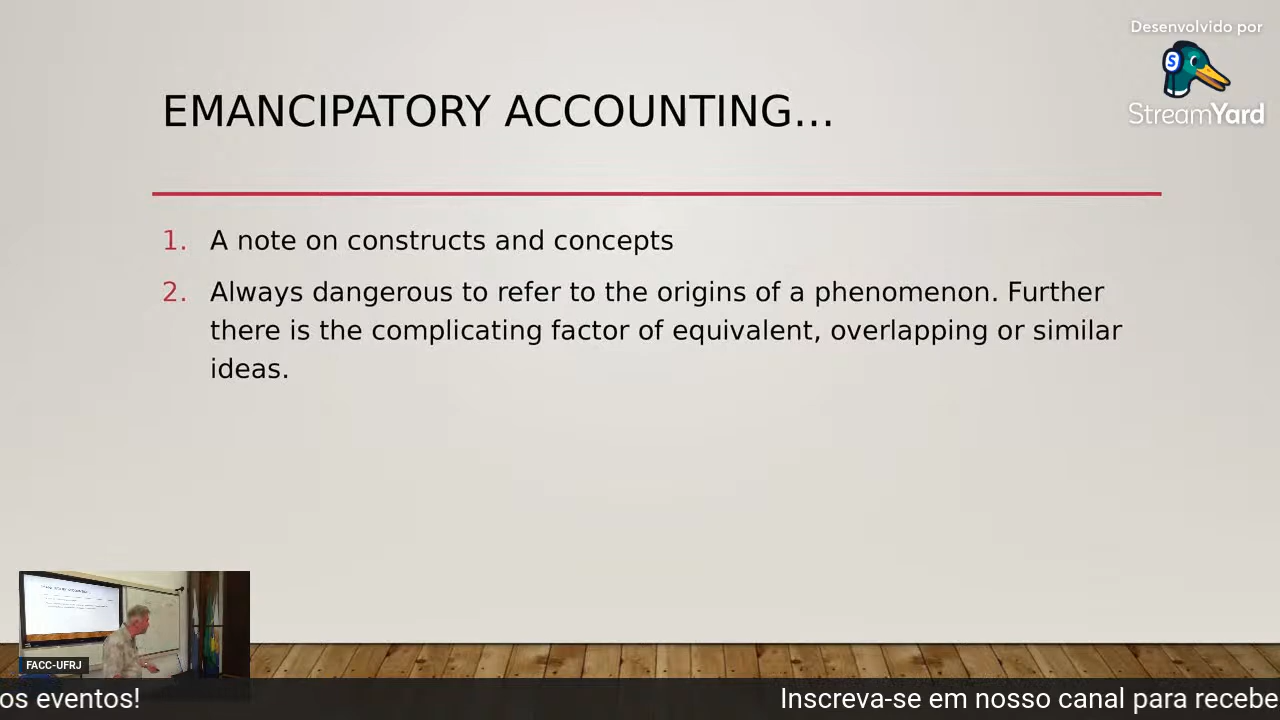 Desenvolvido por
StreamYard
EMANCIPATORY ACCOUNTING...
1. A note on constructs and concepts
2. Always dangerous to refer to the origins of a phenomenon. Further
there is the complicating factor of equivalent, overlapping or similar
ideas.
FACC-UFRJ
os eventos!
Inscreva-se em nosso canal para recebe